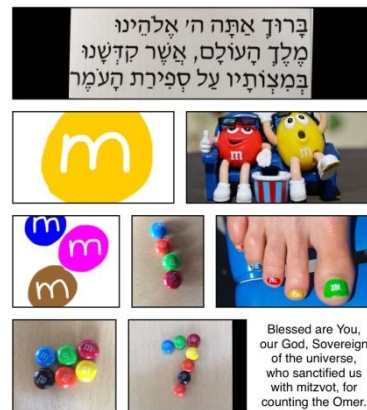 בָּרוּךְ אַתָּה ה' אֱלֹהֵינוּ
מֶלֶךְ הָעוֹלָם, אֲשֶׁר קִדְּשָׁנוּ
בְּמִצְוֹתָיו עַל סְפִירַת הָעֹמֶר
m
m
m
m
m
m
m
Blessed are You,
our God, Sovereign
of the universe,
who sanctified us
with mitzvot, for
counting the Omer.